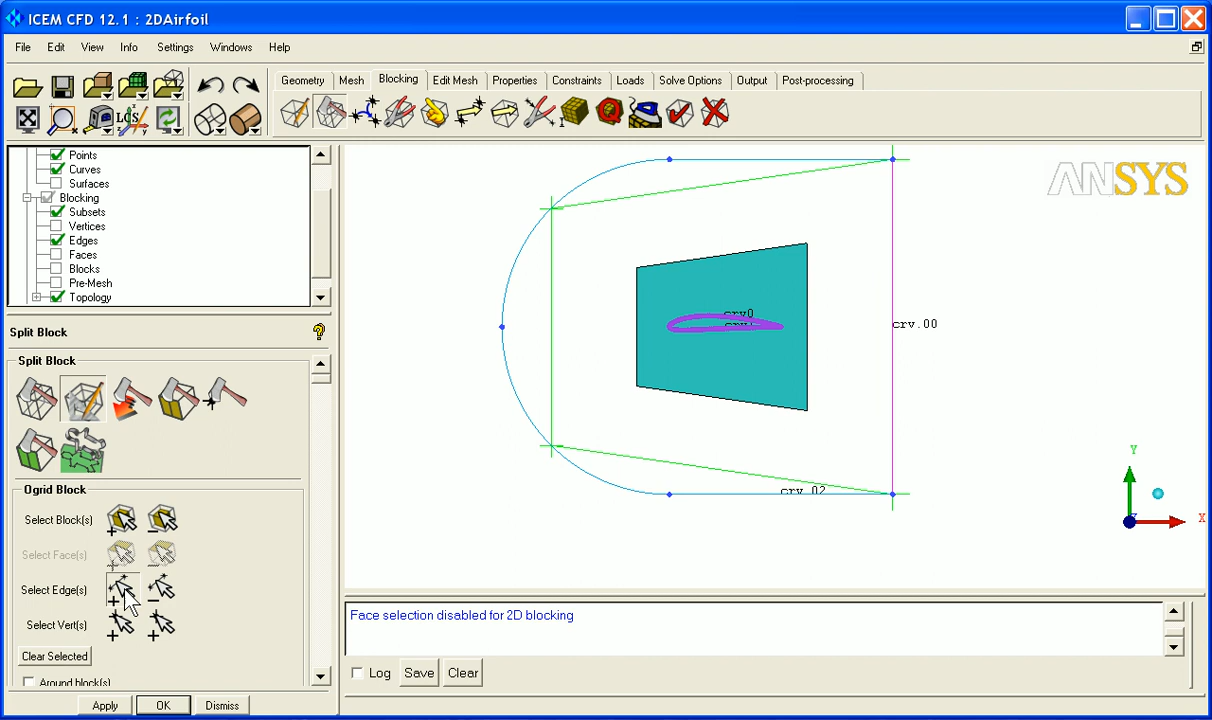 ICEM CFD 12.1 : 2DAirfoil
File Edit View Info Settings Windows Help
Geometry Mesh Blocking Edit Mesh Properties Constraints Loads Solve Options Output Post-processing
LCS
Points
Curves
Surfaces
Blocking
Subsets
Vertices
Edges
Faces
Blocks
Pre-Mesh
Topology
Split Block
Split Block
Ogrid Block
Select Block(s)
Select Face(s)
Select Edge(s)
Select Vert(s)
Clear Selected
Around block(s)
Apply OK Dismiss
ANSYS
crv0
crv.00
crv.02
Y
X
Face selection disabled for 2D blocking
Log Save Clear